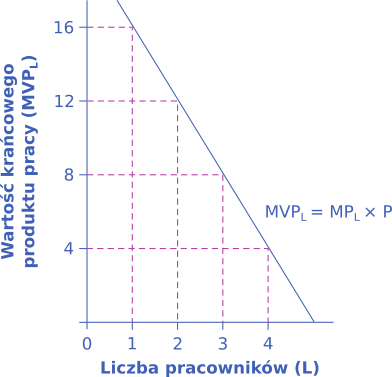 Wartość krańcowego
produktu pracy (MVPL)
16
12
8
4
MVPL = MPL × P
0 1 2 3 4
Liczba pracowników (L)